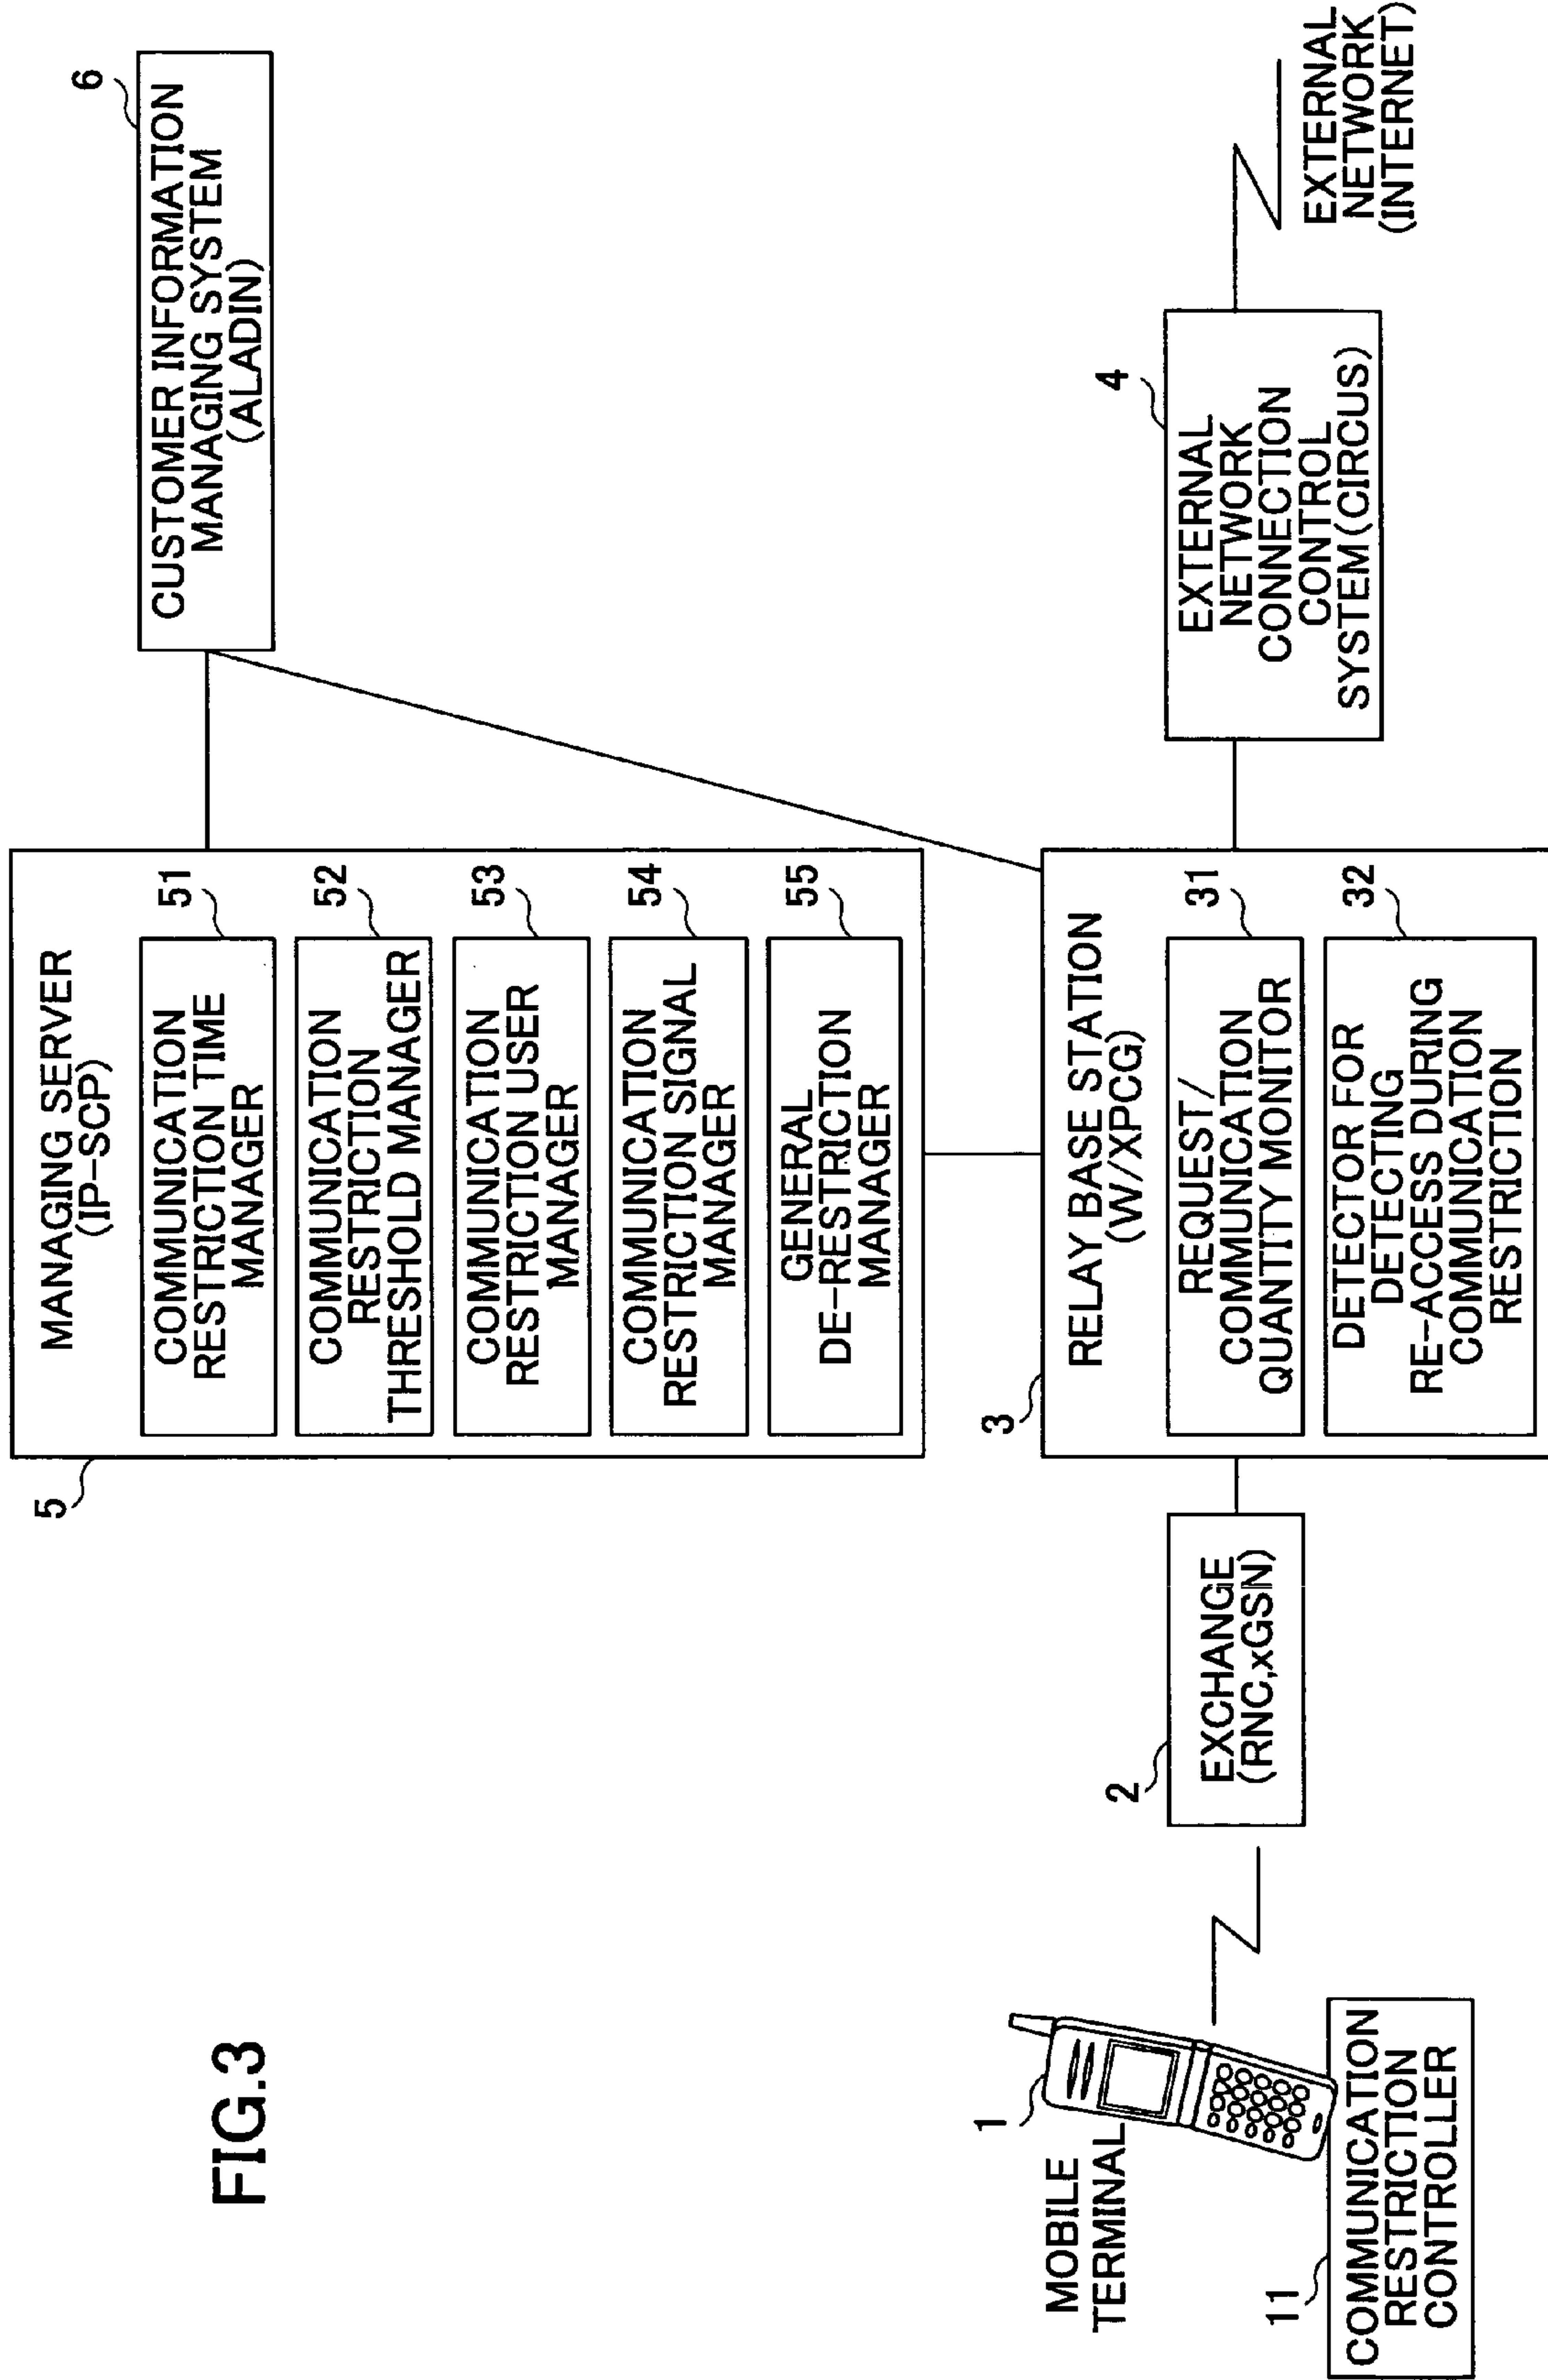 FIG.3
5
MANAGING SERVER
(IP-SCP)
COMMUNICATION
RESTRICTION TIME
MANAGER
51
COMMUNICATION
RESTRICTION
THRESHOLD MANAGER
52
COMMUNICATION
RESTRICTION USER
MANAGER
53
COMMUNICATION
RESTRICTION SIGNAL
MANAGER
54
GENERAL
DE-RESTRICTION
MANAGER
55
6
CUSTOMER INFORMATION
MANAGING SYSTEM
(ALADIN)
1
MOBILE
TERMINAL
11
COMMUNICATION
RESTRICTION
CONTROLLER
2
EXCHANGE
(RNC,xGSN)
3
RELAY BASE STATION
(W/XPCG)
REQUEST/
COMMUNICATION
QUANTITY MONITOR
31
DETECTOR FOR
DETECTING
RE-ACCESS DURING
COMMUNICATION
RESTRICTION
32
4
EXTERNAL
NETWORK
CONNECTION
CONTROL
SYSTEM(CIRCUS)
EXTERNAL
NETWORK
(INTERNET)